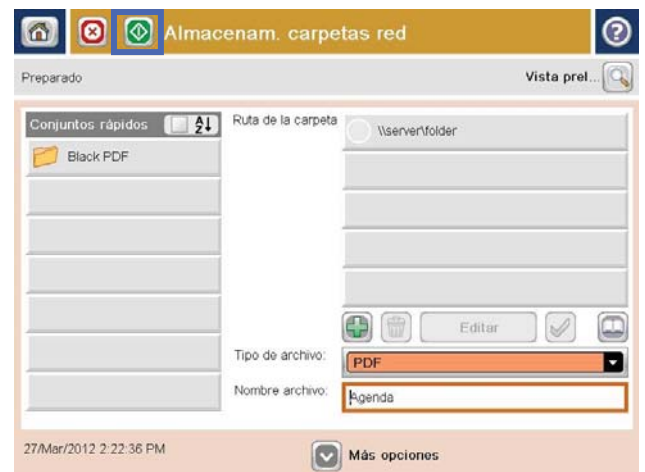 Almacenam. carpetas red
Preparado
Vista prel...
Conjuntos rápidos
Ruta de la carpeta
\\server\folder
Black PDF
Editar
Tipo de archivo:
PDF
Nombre archivo:
Agenda
27/Mar/2012 2:22:36 PM
Más opciones